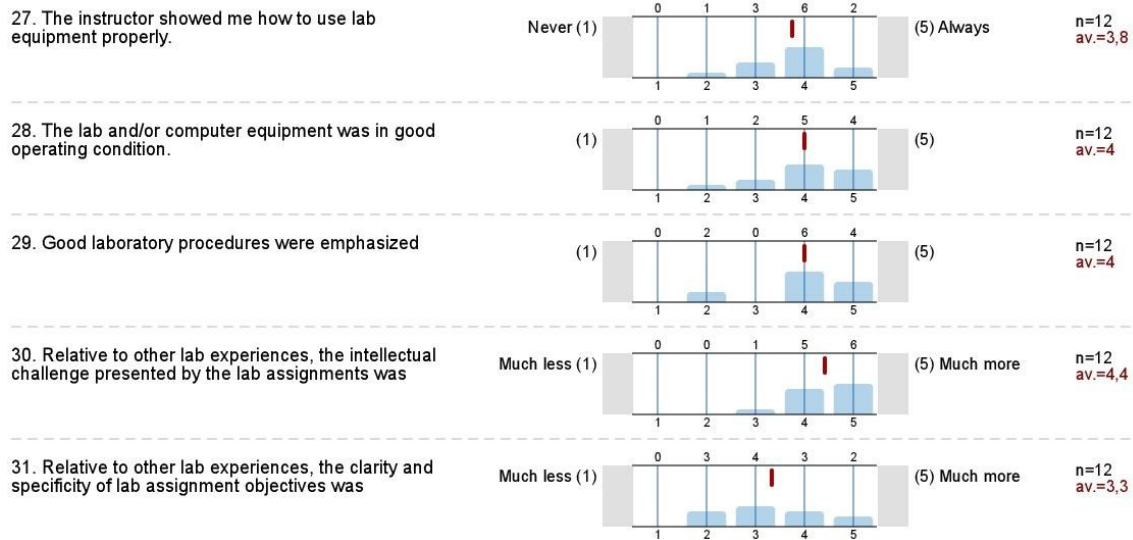 27. The instructor showed me how to use lab
equipment properly.
Never (1)
0 1 3 6 2
1 2 3 4 5
(5) Always
n=12
av.=3,8
28. The lab and/or computer equipment was in good
operating condition.
(1)
0 1 2 5 4
1 2 3 4 5
(5)
n=12
av.=4
29. Good laboratory procedures were emphasized
(1)
0 2 0 6 4
1 2 3 4 5
(5)
n=12
av.=4
30. Relative to other lab experiences, the intellectual
challenge presented by the lab assignments was
Much less (1)
0 0 1 5 6
1 2 3 4 5
(5) Much more
n=12
av.=4,4
31. Relative to other lab experiences, the clarity and
specificity of lab assignment objectives was
Much less (1)
0 3 4 3 2
1 2 3 4 5
(5) Much more
n=12
av.=3,3